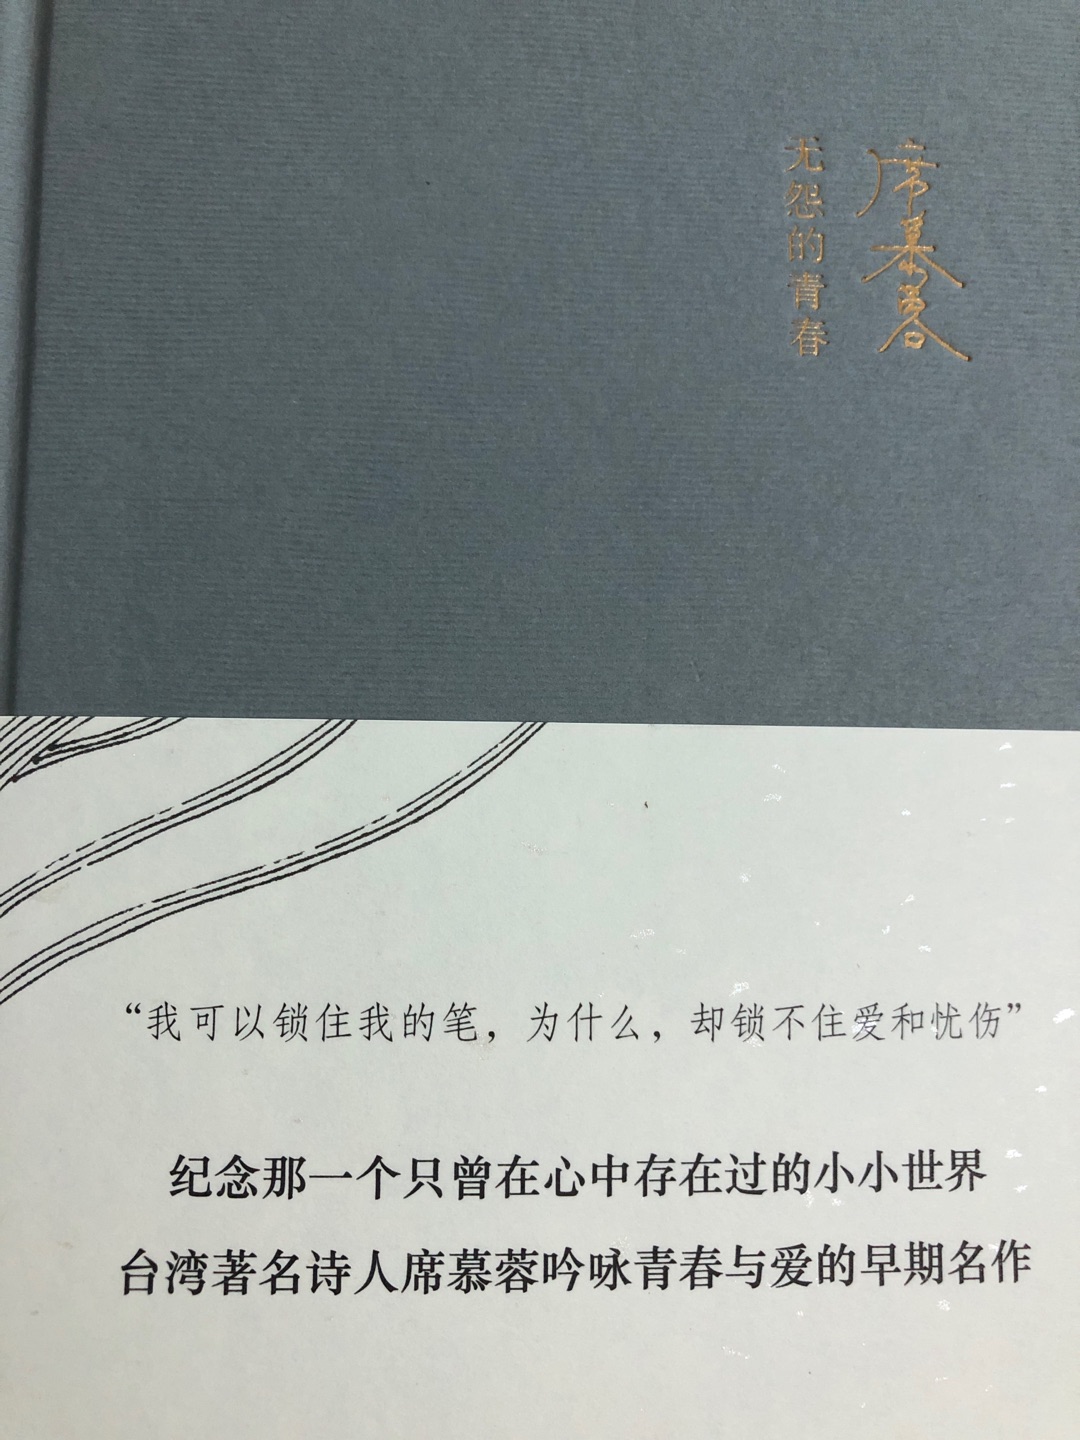 席慕蓉
无怨的青春
“我可以锁住我的笔，为什么，却锁不住爱和忧伤”
纪念那一个只曾在心中存在过的小小世界
台湾著名诗人席慕蓉吟咏青春与爱的早期名作